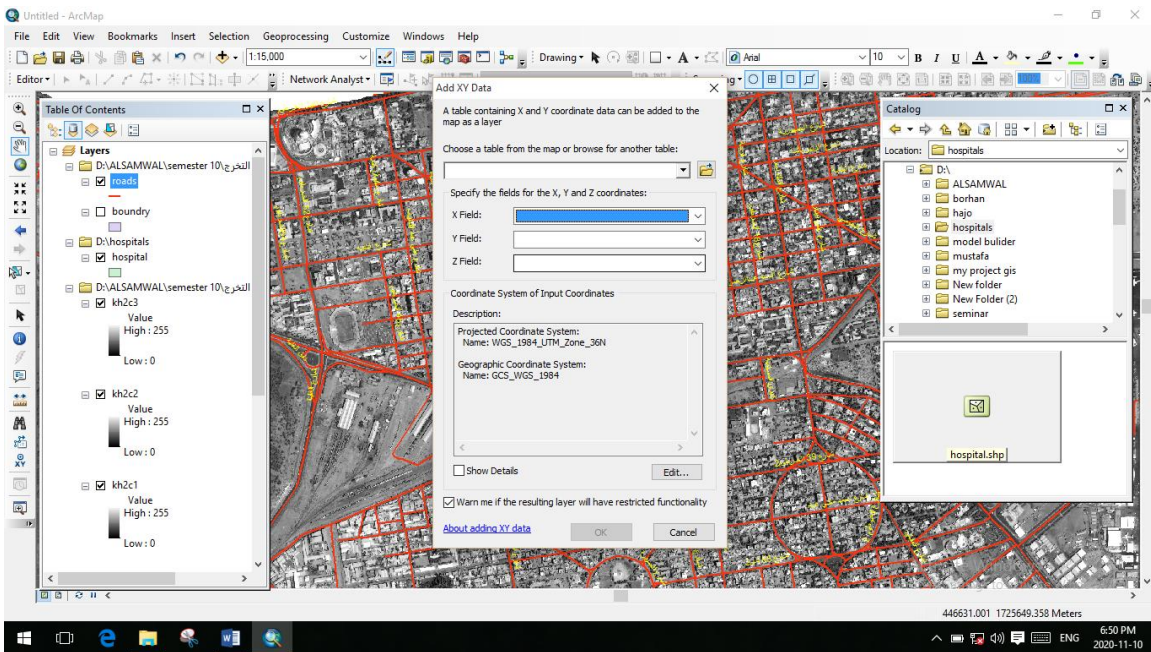 Untitled - ArcMap
File Edit View Bookmarks Insert Selection Geoprocessing Customize Windows Help
1:15,000
Drawing
A
Arial
10
B I U A
Editor
Network Analyst
100%
Table Of Contents
Layers
D:\ALSAMWAL\semester 10\التخرج
roads
boundry
D:\hospitals
hospital
D:\ALSAMWAL\semester 10\التخرج
kh2c3
Value
High : 255
Low : 0
kh2c2
Value
High : 255
Low : 0
kh2c1
Value
High : 255
Low : 0
Add XY Data
A table containing X and Y coordinate data can be added to the
map as a layer
Choose a table from the map or browse for another table:
Specify the fields for the X, Y and Z coordinates:
X Field:
Y Field:
Z Field:
Coordinate System of Input Coordinates
Description:
Projected Coordinate System:
Name: WGS_1984_UTM_Zone_36N
Geographic Coordinate System:
Name: GCS_WGS_1984
Show Details
Edit...
Warn me if the resulting layer will have restricted functionality
About adding XY data
OK
Cancel
Catalog
Location: hospitals
D:\
ALSAMWAL
borhan
hajo
hospitals
model bulider
mustafa
my project gis
New folder
New Folder (2)
seminar
hospital.shp
446631.001 1725649.358 Meters
ENG
6:50 PM
2020-11-10